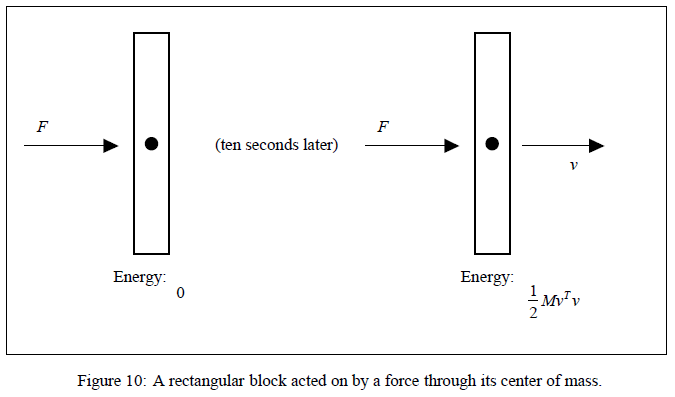 F
(ten seconds later)
F
v
Energy:
0
Energy:
1/2 Mv^T v
Figure 10: A rectangular block acted on by a force through its center of mass.